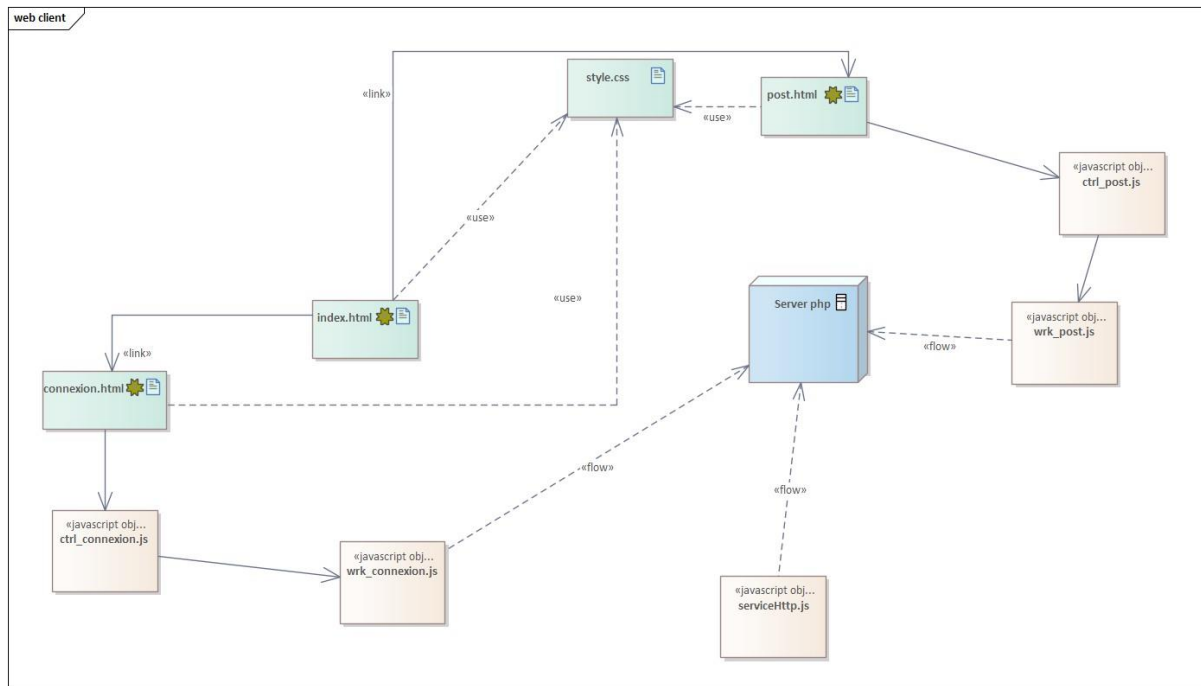 web client
style.css
post.html
«link»
«use»
«javascript obj...
ctrl_post.js
«use»
Server php
index.html
«use»
«javascript obj...
wrk_post.js
«flow»
«link»
connexion.html
«flow»
«flow»
«javascript obj...
ctrl_connexion.js
«javascript obj...
wrk_connexion.js
«javascript obj...
serviceHttp.js